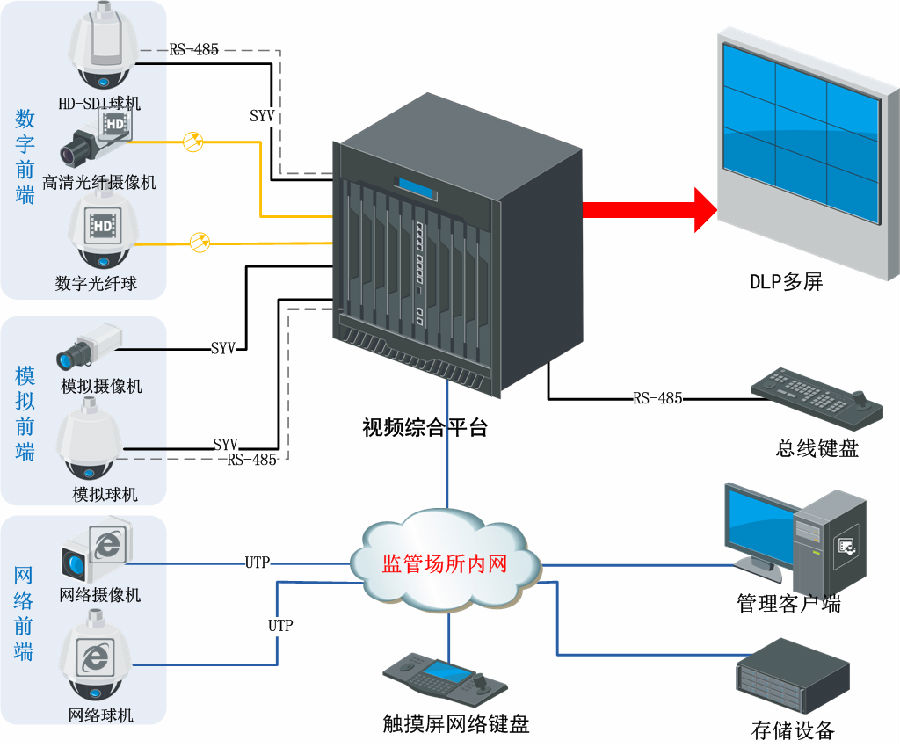 RS-485
HD-SDI球机
SYV
数字前端
HD
高清光纤摄像机
HD
数字光纤球
DLP多屏
模拟前端
SYV
模拟摄像机
RS-485
总线键盘
视频综合平台
SYV
RS-485
模拟球机
网络前端
UTP
网络摄像机
监管场所内网
管理客户端
UTP
网络球机
触摸屏网络键盘
存储设备